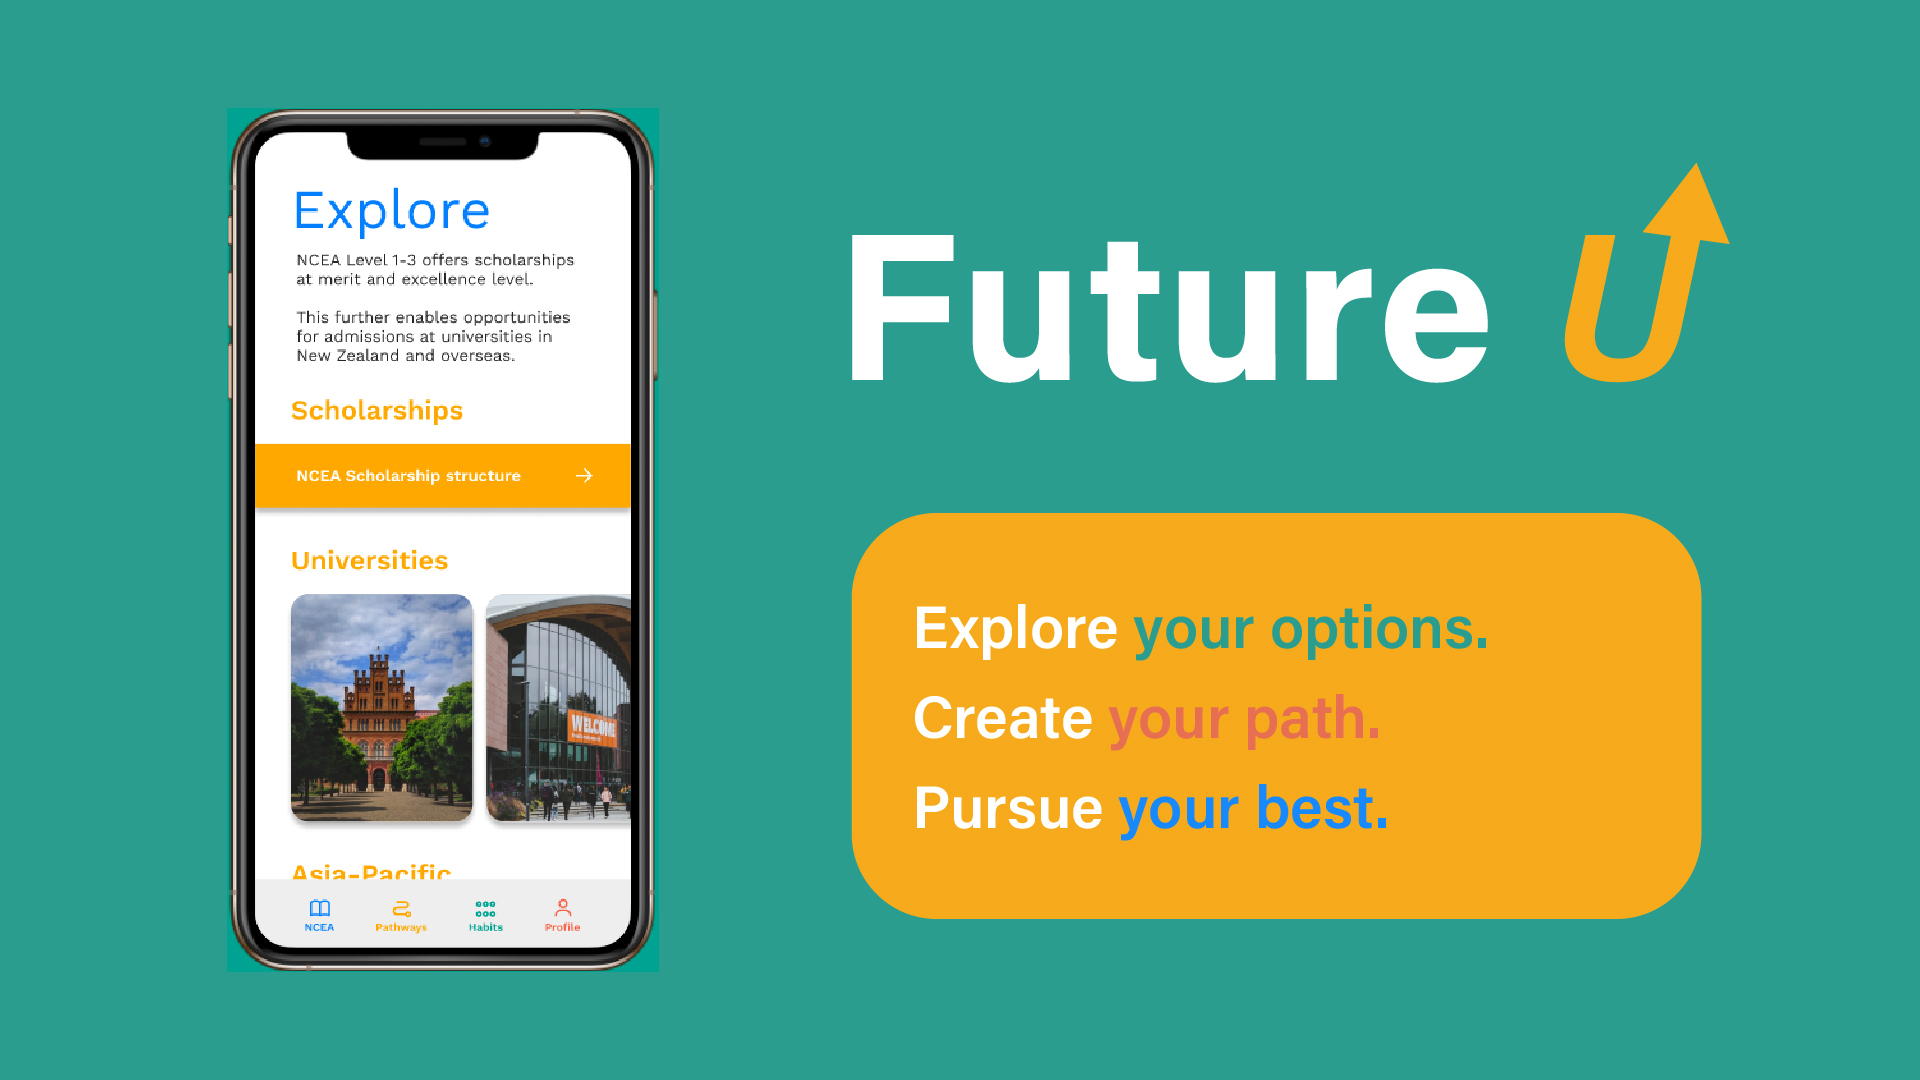 Explore
NCEA Level 1-3 offers scholarships
at merit and excellence level.
This further enables opportunities
for admissions at universities in
New Zealand and overseas.
Scholarships
NCEA Scholarship structure
Universities
WELCOME
Asia-Pacific
NCEA
Pathways
Habits
Profile
Future U
Explore your options.
Create your path.
Pursue your best.